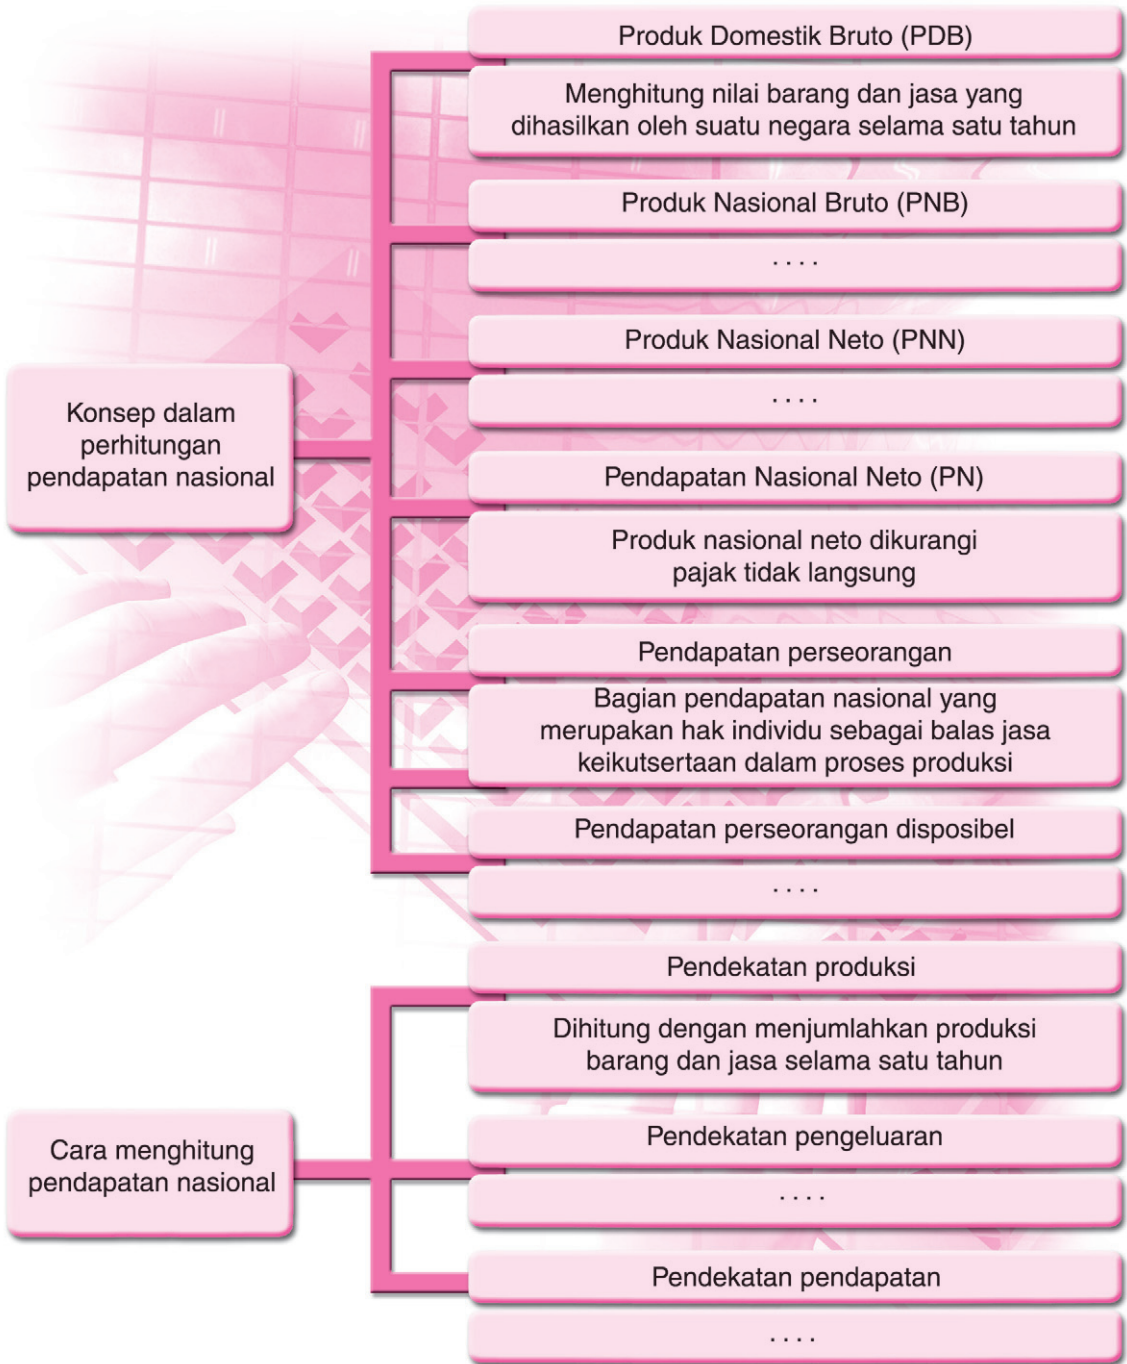 Produk Domestik Bruto (PDB)
Menghitung nilai barang dan jasa yang
dihasilkan oleh suatu negara selama satu tahun
Produk Nasional Bruto (PNB)
. . . .
Produk Nasional Neto (PNN)
. . . .
Konsep dalam
perhitungan
pendapatan nasional
Pendapatan Nasional Neto (PN)
Produk nasional neto dikurangi
pajak tidak langsung
Pendapatan perseorangan
Bagian pendapatan nasional yang
merupakan hak individu sebagai balas jasa
keikutsertaan dalam proses produksi
Pendapatan perseorangan disposibel
. . . .
Pendekatan produksi
Dihitung dengan menjumlahkan produksi
barang dan jasa selama satu tahun
Cara menghitung
pendapatan nasional
Pendekatan pengeluaran
. . . .
Pendekatan pendapatan
. . . .